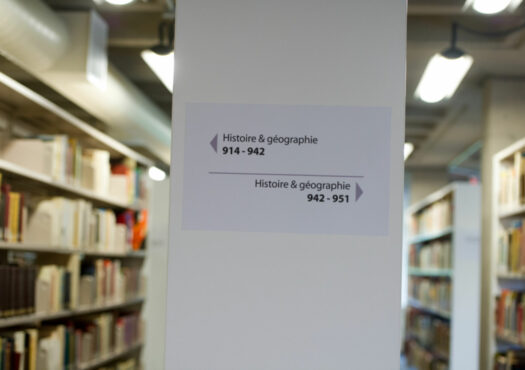 Histoire & géographie
914 - 942
Histoire & géographie
942 - 951